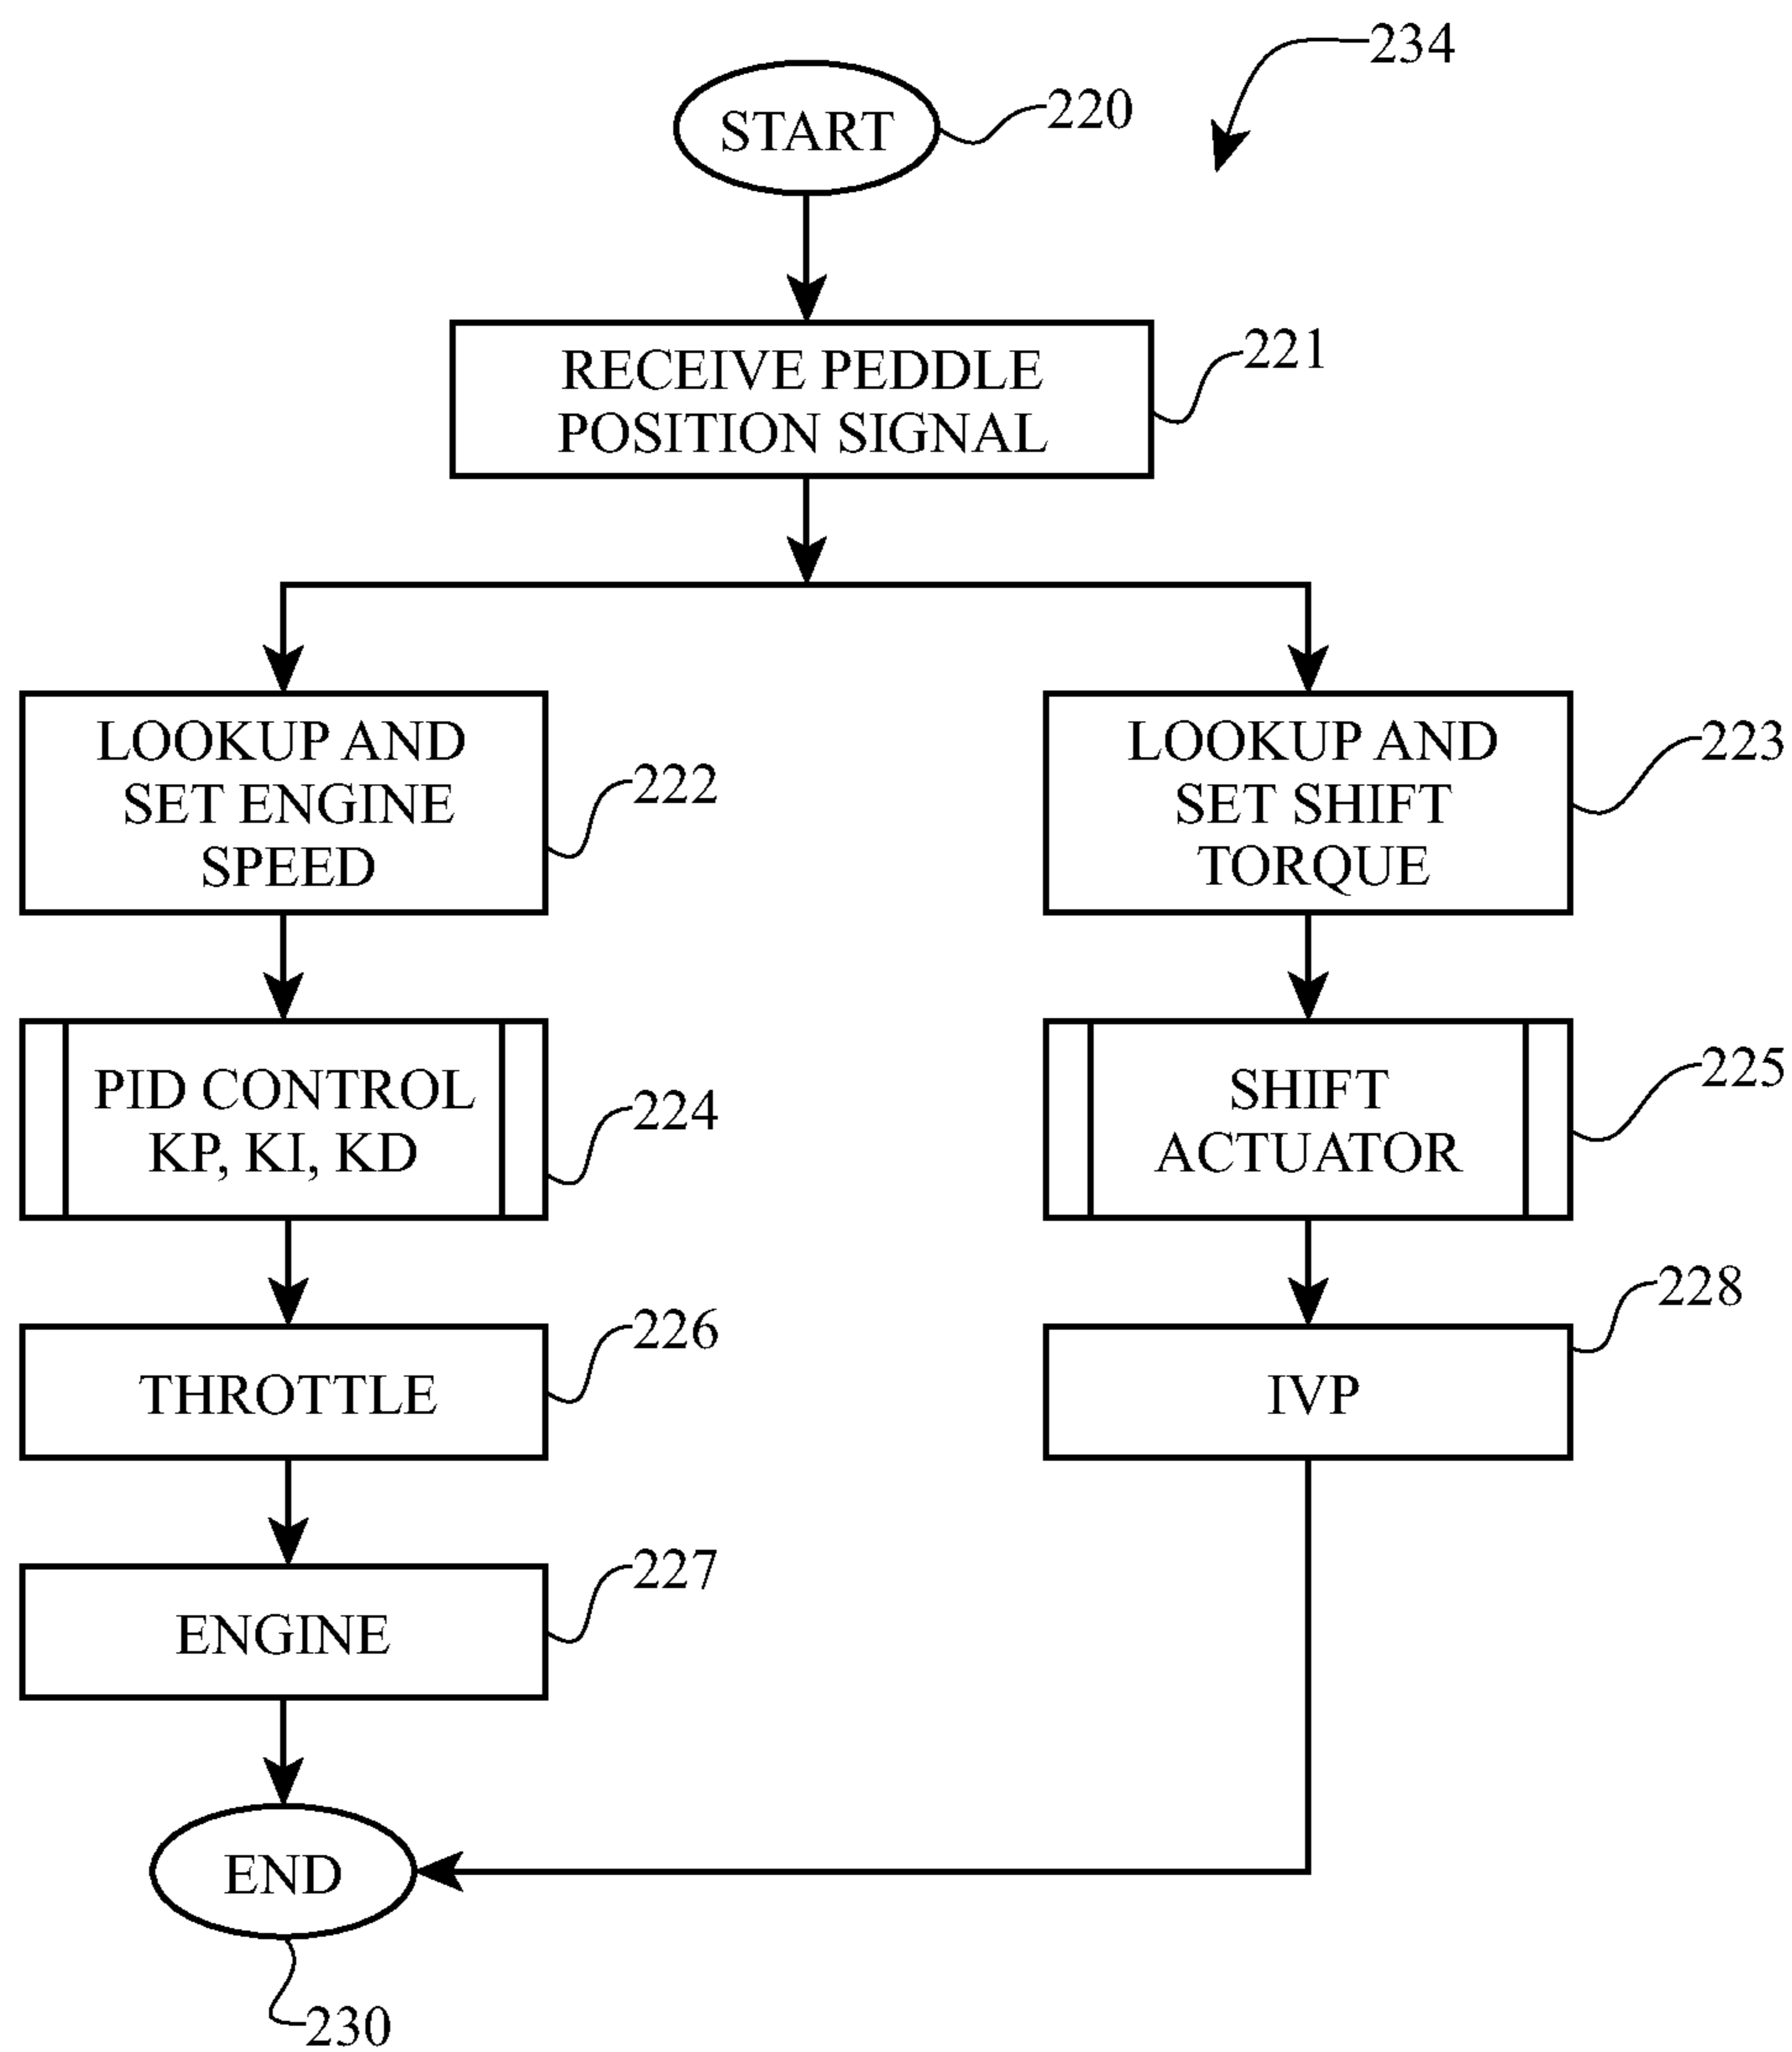 234
START
220
RECEIVE PEDDLE
POSITION SIGNAL
221
LOOKUP AND
SET ENGINE
SPEED
222
LOOKUP AND
SET SHIFT
TORQUE
223
PID CONTROL
KP, KI, KD
224
SHIFT
ACTUATOR
225
THROTTLE
226
IVP
228
ENGINE
227
END
230